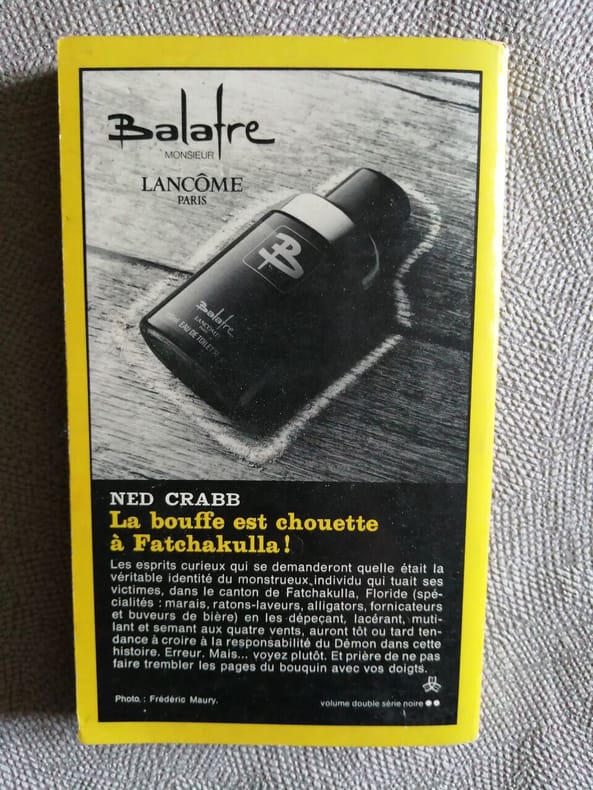 Balafre
MONSIEUR
LANCÔME
PARIS
B
Balafre
LANCÔME
EAU DE TOILETTE
NED CRABB
La bouffe est chouette
à Fatchakulla !
Les esprits curieux qui se demanderont quelle était la
véritable identité du monstrueux individu qui tuait ses
victimes, dans le canton de Fatchakulla, Floride (spé-
cialités : marais, ratons-laveurs, alligators, fornicateurs
et buveurs de bière) en les dépeçant, lacérant, muti-
lant et semant aux quatre vents, auront tôt ou tard ten-
dance à croire à la responsabilité du Démon dans cette
histoire. Erreur. Mais... voyez plutôt. Et prière de ne pas
faire trembler les pages du bouquin avec vos doigts.
Photo. : Frédéric Maury.
volume double série noire ●●